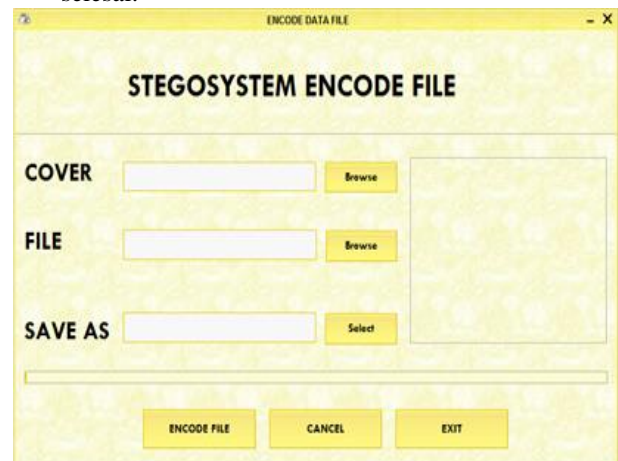 ENCODE DATA FILE
STEGOSYSTEM ENCODE FILE
COVER Browse
FILE Browse
SAVE AS Select
ENCODE FILE CANCEL EXIT